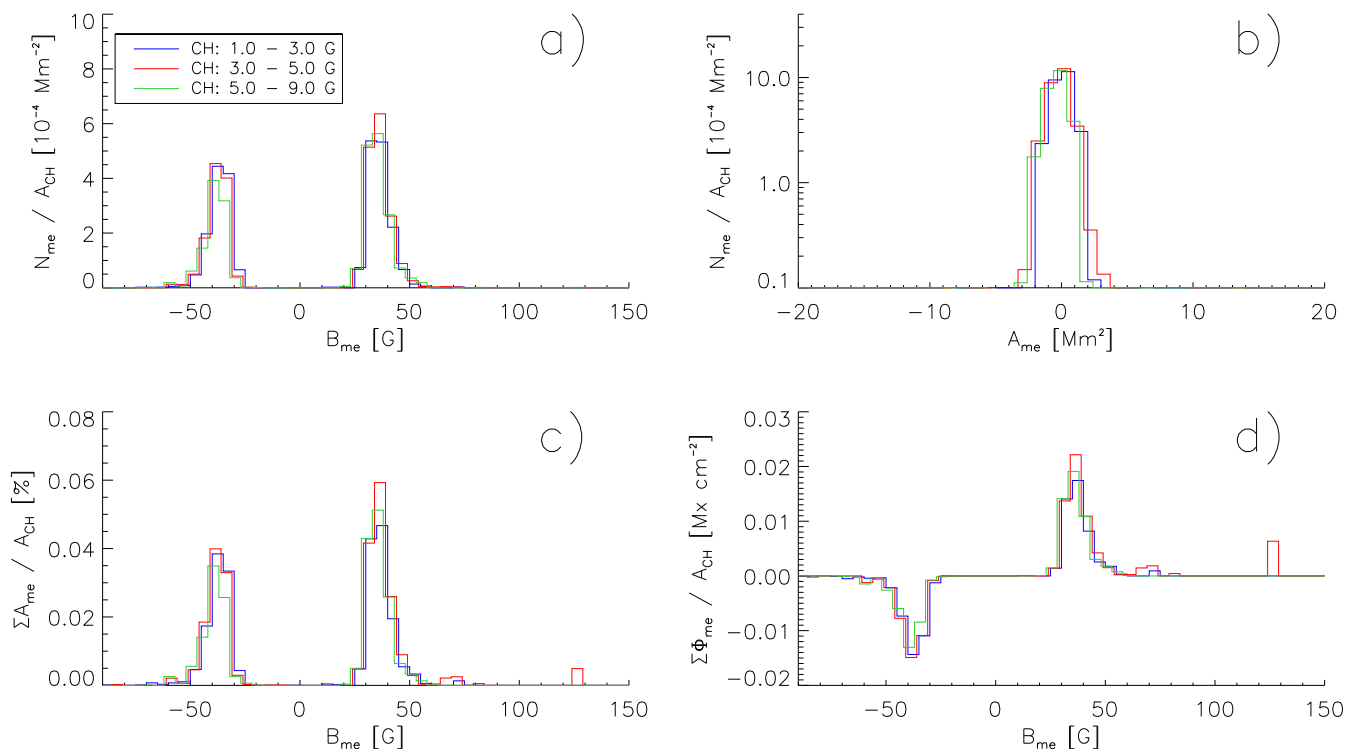 a)
CH: 1.0 – 3.0 G
CH: 3.0 – 5.0 G
CH: 5.0 – 9.0 G
N_me / A_CH [10⁻⁴ Mm⁻²]
10
8
6
4
2
0
−50 0 50 100 150
B_me [G]
b)
N_me / A_CH [10⁻⁴ Mm⁻²]
10.0
1.0
0.1
−20 −10 0 10 20
A_me [Mm²]
c)
ΣA_me / A_CH [%]
0.08
0.06
0.04
0.02
0.00
−50 0 50 100 150
B_me [G]
d)
ΣΦ_me / A_CH [Mx cm⁻²]
0.03
0.02
0.01
0.00
−0.01
−0.02
−50 0 50 100 150
B_me [G]